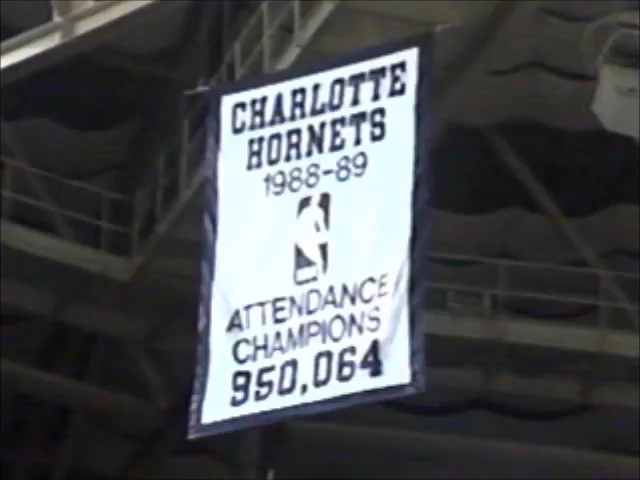 CHARLOTTE
HORNETS
1988-89
ATTENDANCE
CHAMPIONS
950,064